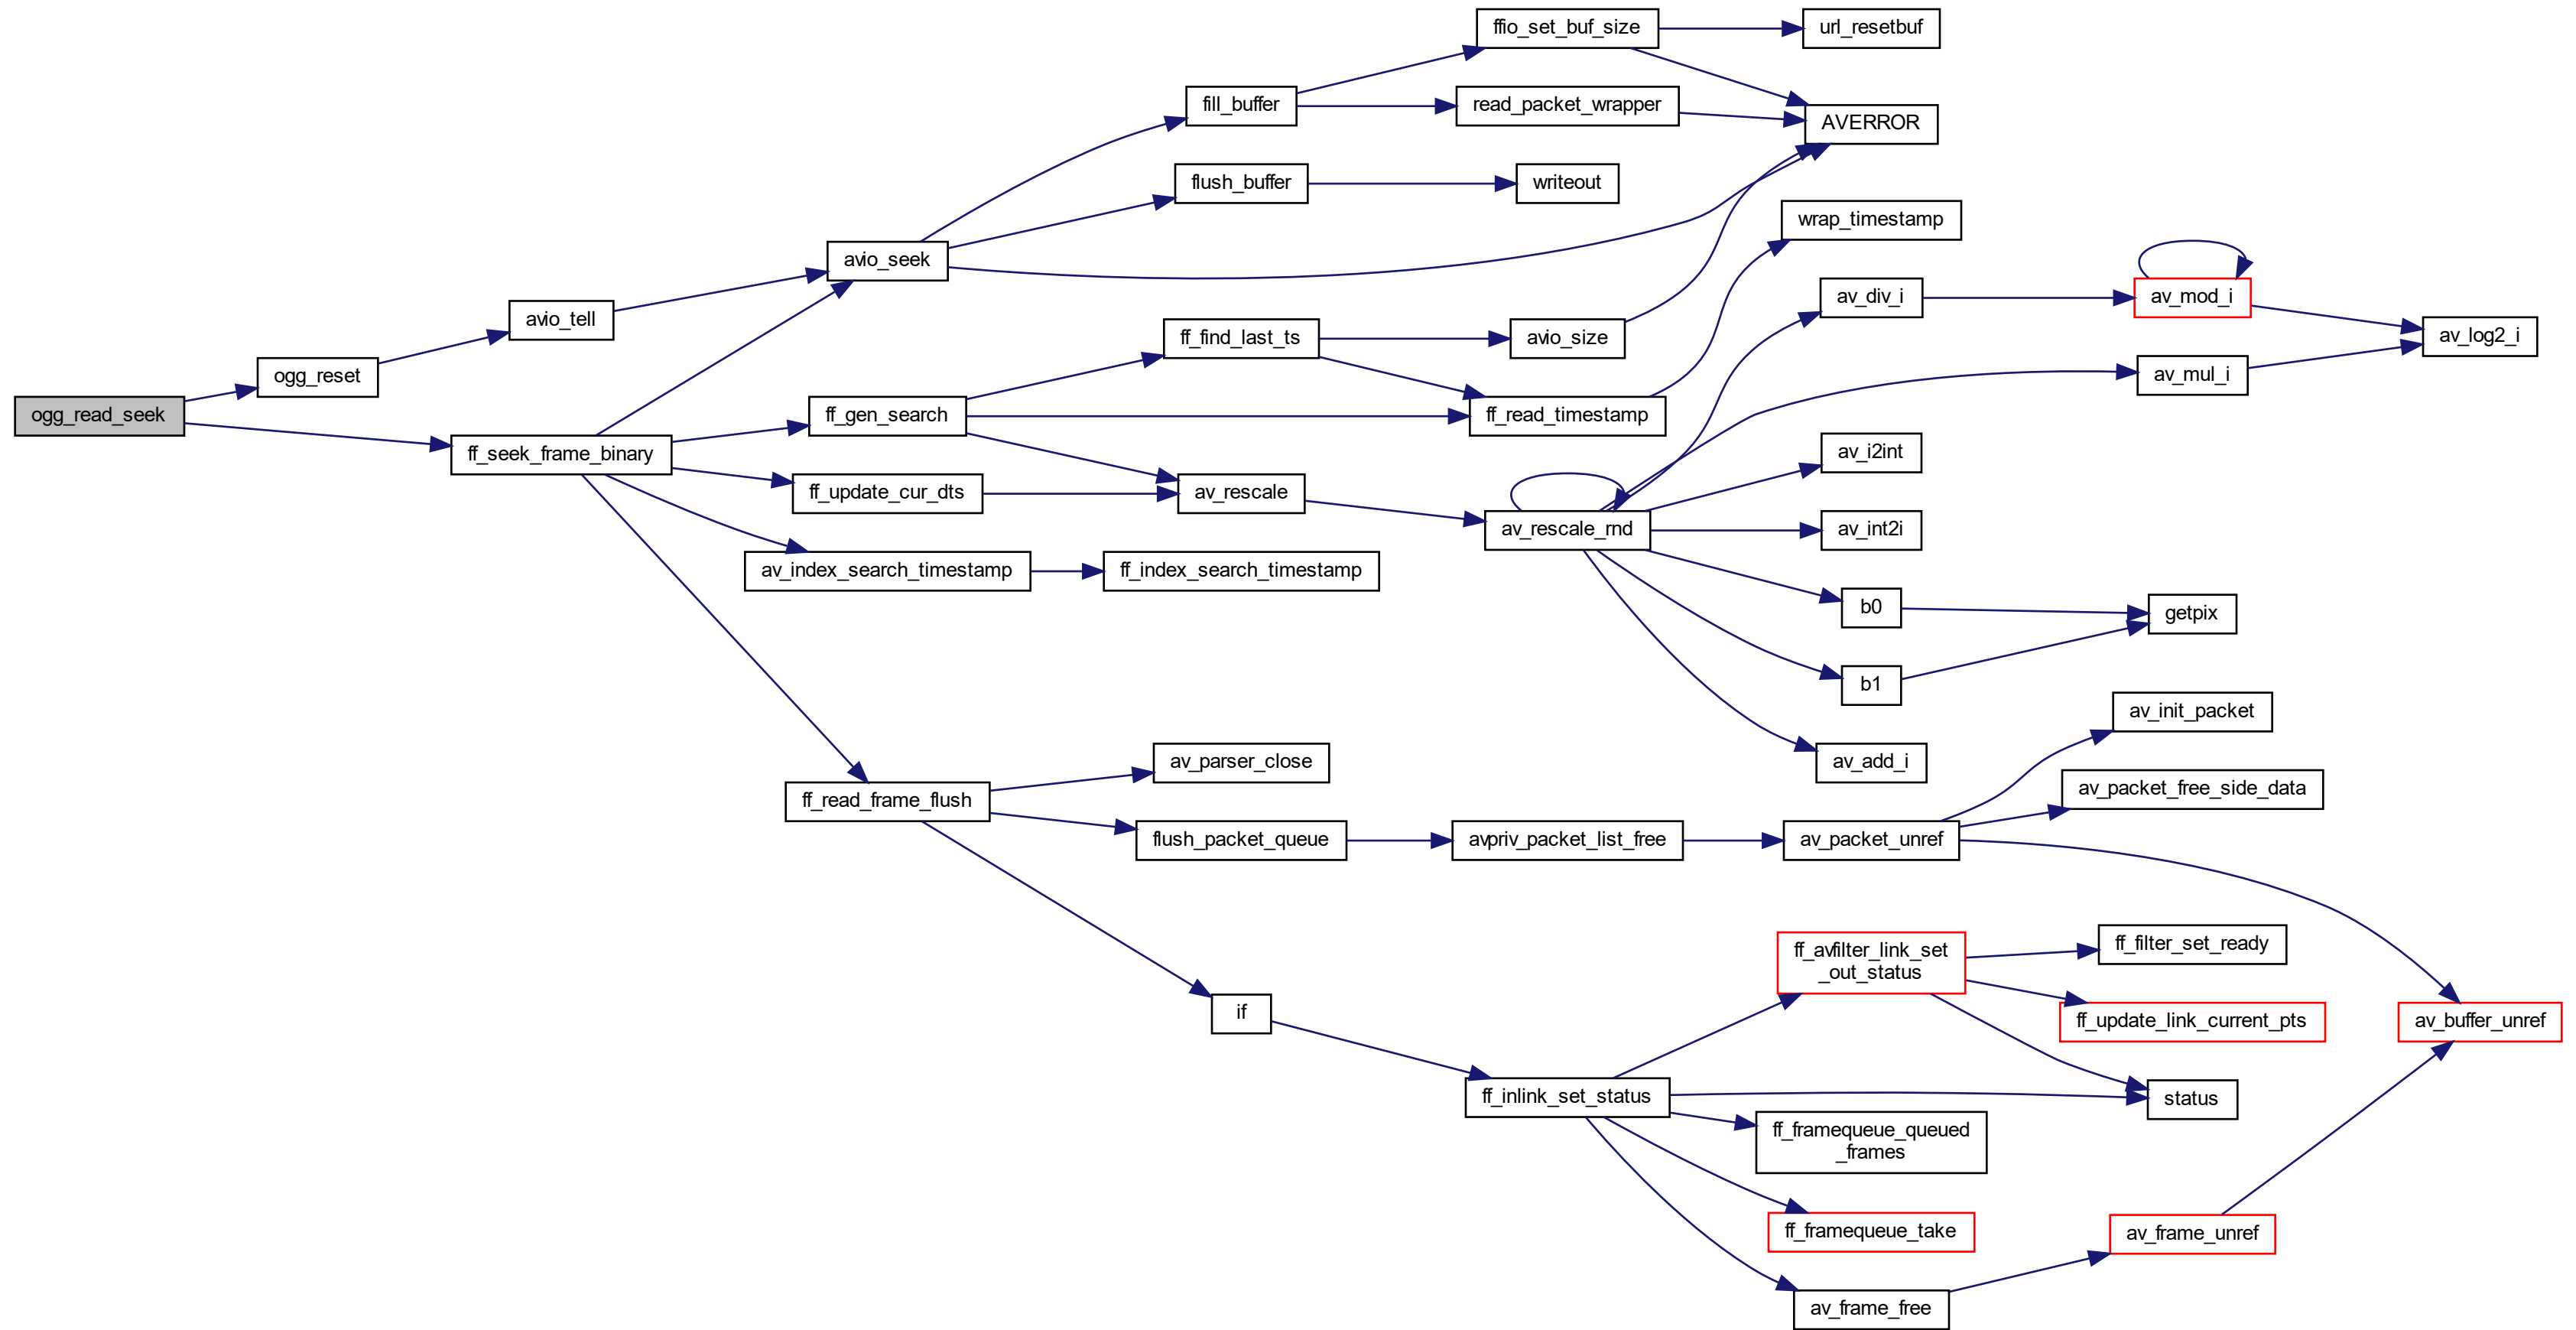 ffio_set_buf_size
url_resetbuf
fill_buffer
read_packet_wrapper
AVERROR
flush_buffer
writeout
wrap_timestamp
avio_seek
av_div_i
av_mod_i
avio_tell
ff_find_last_ts
avio_size
av_log2_i
ogg_reset
av_mul_i
ogg_read_seek
ff_gen_search
ff_read_timestamp
ff_seek_frame_binary
av_i2int
ff_update_cur_dts
av_rescale
av_rescale_rnd
av_int2i
av_index_search_timestamp
ff_index_search_timestamp
b0
getpix
b1
av_init_packet
av_parser_close
av_add_i
av_packet_free_side_data
ff_read_frame_flush
flush_packet_queue
avpriv_packet_list_free
av_packet_unref
ff_avfilter_link_set
_out_status
ff_filter_set_ready
if
ff_update_link_current_pts
av_buffer_unref
ff_inlink_set_status
status
ff_framequeue_queued
_frames
ff_framequeue_take
av_frame_unref
av_frame_free